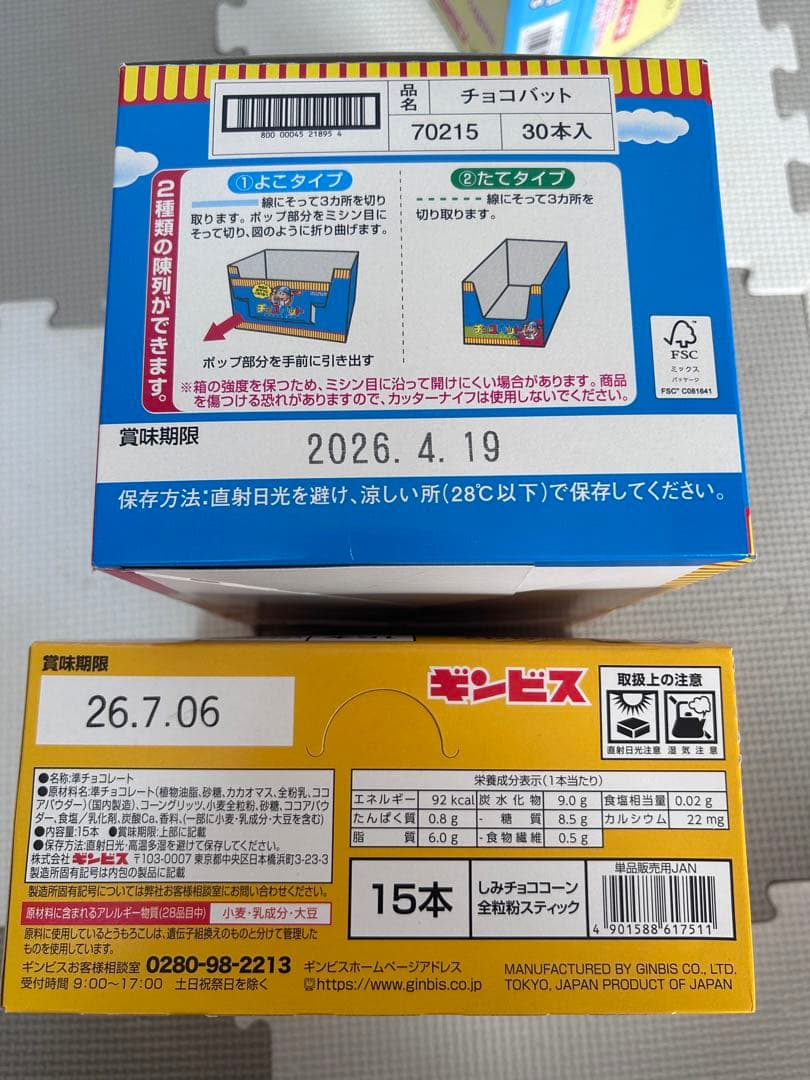 品名
チョコバット
70215
30本入
800 00045 21895 4
2種類の陳列ができます。
①よこタイプ
線にそって3カ所を切り
取ります。ポップ部分をミシン目に
そって切り、図のように折り曲げます。
チョコバット
ポップ部分を手前に引き出す
②たてタイプ
線にそって3カ所を
切り取ります。
チョコバット
※箱の強度を保つため、ミシン目に沿って開けにくい場合があります。商品
を傷つける恐れがありますので、カッターナイフは使用しないでください。
FSC
ミックス
パッケージ
FSC™ C081641
賞味期限
2026.4.19
保存方法:直射日光を避け、涼しい所(28℃以下)で保存してください。
賞味期限
26.7.06
ギンビス
取扱上の注意
直射日光注意
湿気注意
●名称:準チョコレート
●原材料名:準チョコレート(植物油脂、砂糖、カカオマス、全粉乳、ココ
アパウダー)(国内製造)、コーングリッツ、小麦全粒粉、砂糖、ココアパウ
ダー、食塩/乳化剤、炭酸Ca、香料、(一部に小麦・乳成分・大豆を含む)
●内容量:15本 ●賞味期限:上部に記載
●保存方法:直射日光・高温多湿を避けて保存してください。
株式会社ギンビス 〒103-0007 東京都中央区日本橋浜町3-23-3
製造所固有記号は内包の製品に記載
製造所固有記号については弊社お客様相談室にお問い合わせください。
原材料に含まれるアレルギー物質(28品目中)
小麦・乳成分・大豆
原料に使用しているとうもろこしは、遺伝子組換えのものと分けて管理した
ものを使用しています。
ギンビスお客様相談室 0280-98-2213
受付時間 9:00〜17:00 土日祝祭日を除く
栄養成分表示(1本当たり)
エネルギー 92 kcal 炭水化物 9.0 g 食塩相当量 0.02 g
たんぱく質 0.8 g - 糖質 8.5 g カルシウム 22 mg
脂質 6.0 g -食物繊維 0.5 g
15本
しみチョココーン
全粒粉スティック
単品販売用JAN
4 901588 617511
ギンビスホームページアドレス
https://www.ginbis.co.jp
MANUFACTURED BY GINBIS CO., LTD.
TOKYO, JAPAN PRODUCT OF JAPAN